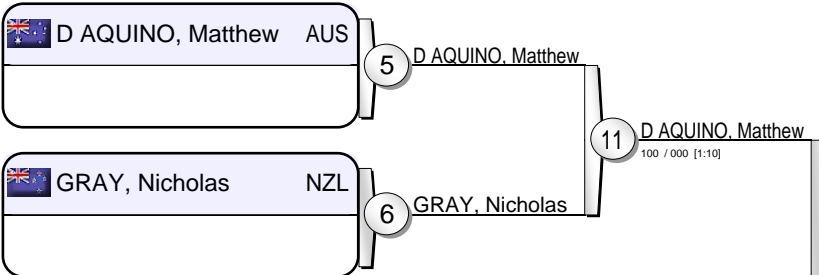 D AQUINO, Matthew AUS
5
D AQUINO, Matthew
11
D AQUINO, Matthew
100 / 000 [1:10]
GRAY, Nicholas NZL
6
GRAY, Nicholas